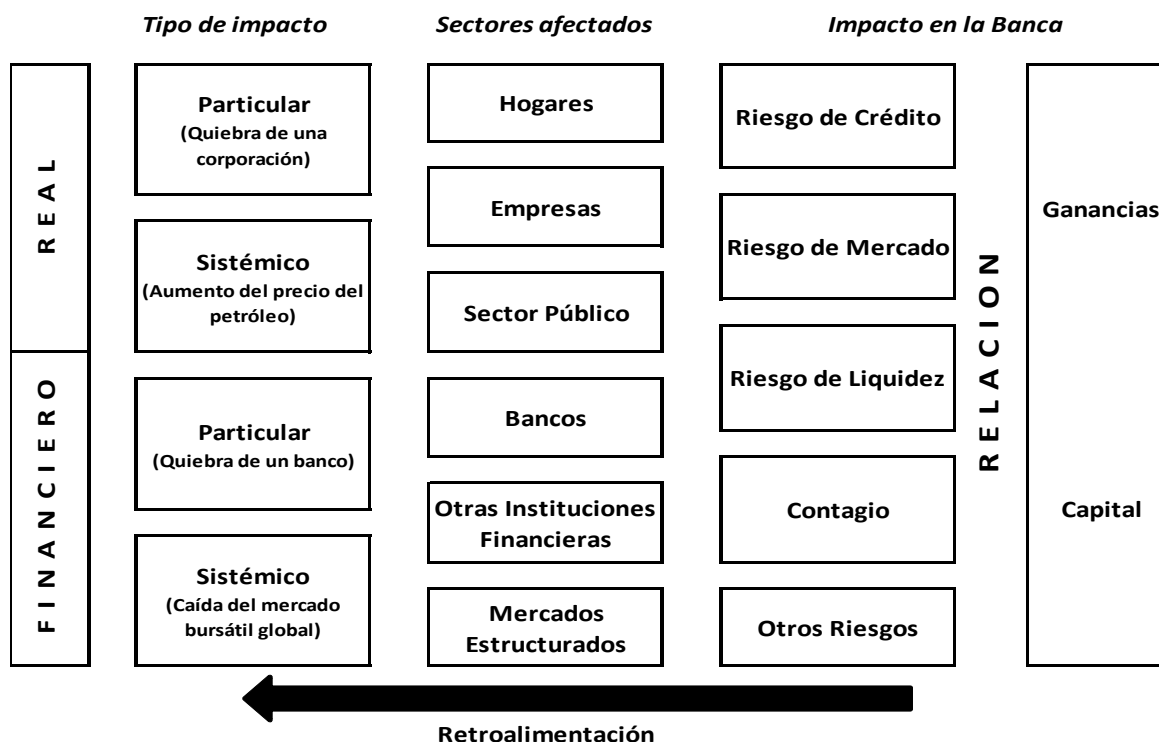 Tipo de impacto
Sectores afectados
Impacto en la Banca
REAL
FINANCIERO
Particular
(Quiebra de una
corporación)
Sistémico
(Aumento del precio del
petróleo)
Particular
(Quiebra de un banco)
Sistémico
(Caída del mercado
bursátil global)
Hogares
Empresas
Sector Público
Bancos
Otras Instituciones
Financieras
Mercados
Estructurados
Riesgo de Crédito
Riesgo de Mercado
Riesgo de Liquidez
Contagio
Otros Riesgos
RELACION
Ganancias
Capital
Retroalimentación